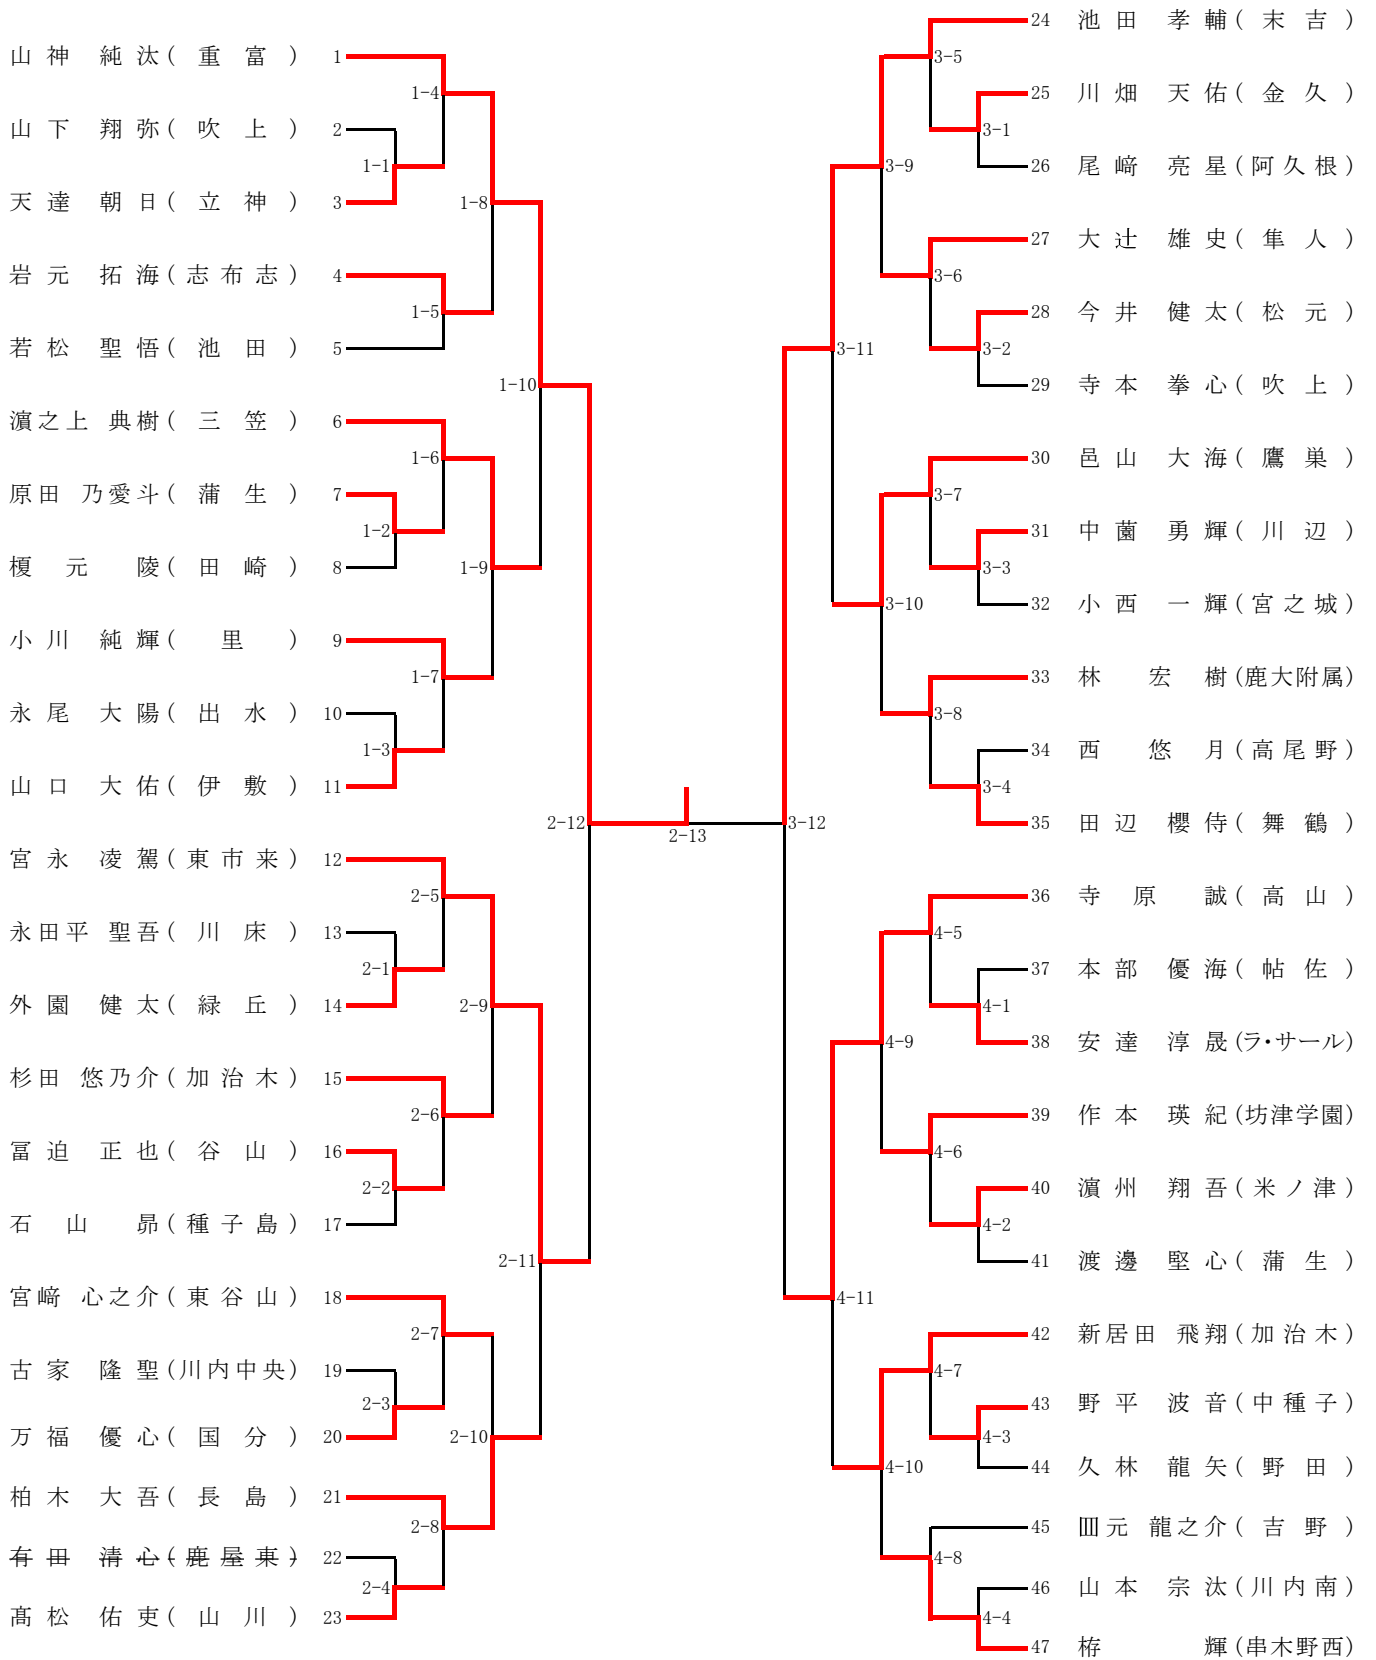 山神 純汰(重富) 1
山下 翔弥(吹上) 2
天達 朝日(立神) 3
岩元 拓海(志布志) 4
若松 聖悟(池田) 5
濵之上 典樹(三笠) 6
原田 乃愛斗(蒲生) 7
榎元 陵(田崎) 8
小川 純輝(里) 9
永尾 大陽(出水) 10
山口 大佑(伊敷) 11
宮永 凌駕(東市来) 12
永田平 聖吾(川床) 13
外園 健太(緑丘) 14
杉田 悠乃介(加治木) 15
冨迫 正也(谷山) 16
石山 昴(種子島) 17
宮﨑 心之介(東谷山) 18
古家 隆聖(川内中央) 19
万福 優心(国分) 20
柏木 大吾(長島) 21
有田 清心(鹿屋東) 22
髙松 佑吏(山川) 23
1-1
1-2
1-3
1-4
1-5
1-6
1-7
1-8
1-9
1-10
2-1
2-2
2-3
2-4
2-5
2-6
2-7
2-8
2-9
2-10
2-11
2-12
2-13
3-12
3-11
3-9
3-10
3-5
3-6
3-7
3-8
3-1
3-2
3-3
3-4
4-11
4-9
4-10
4-5
4-6
4-7
4-8
4-1
4-2
4-3
4-4
24 池田 孝輔(末吉)
25 川畑 天佑(金久)
26 尾﨑 亮星(阿久根)
27 大辻 雄史(隼人)
28 今井 健太(松元)
29 寺本 拳心(吹上)
30 邑山 大海(鷹巣)
31 中薗 勇輝(川辺)
32 小西 一輝(宮之城)
33 林 宏樹(鹿大附属)
34 西 悠月(高尾野)
35 田辺 櫻侍(舞鶴)
36 寺原 誠(高山)
37 本部 優海(帖佐)
38 安達 淳晟(ラ・サール)
39 作本 瑛紀(坊津学園)
40 濵州 翔吾(米ノ津)
41 渡邊 堅心(蒲生)
42 新居田 飛翔(加治木)
43 野平 波音(中種子)
44 久林 龍矢(野田)
45 皿元 龍之介(吉野)
46 山本 宗汰(川内南)
47 栫 輝(串木野西)